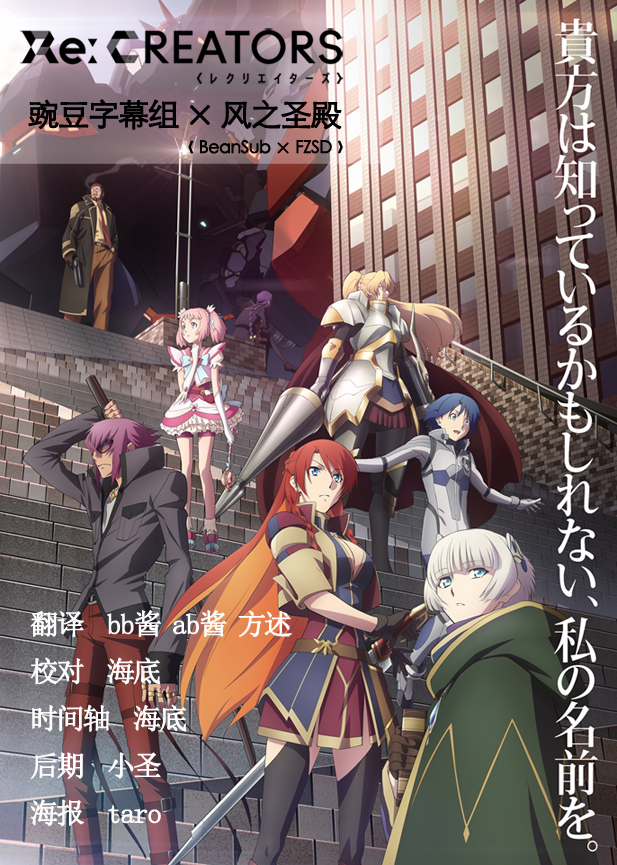 Re:CREATORS
《レクリエイターズ》
豌豆字幕组 × 风之圣殿
《 BeanSub × FZSD 》
貴方は知っているかもしれない、私の名前を。
翻译 bb酱 ab酱 方述
校对 海底
时间轴 海底
后期 小圣
海报 taro